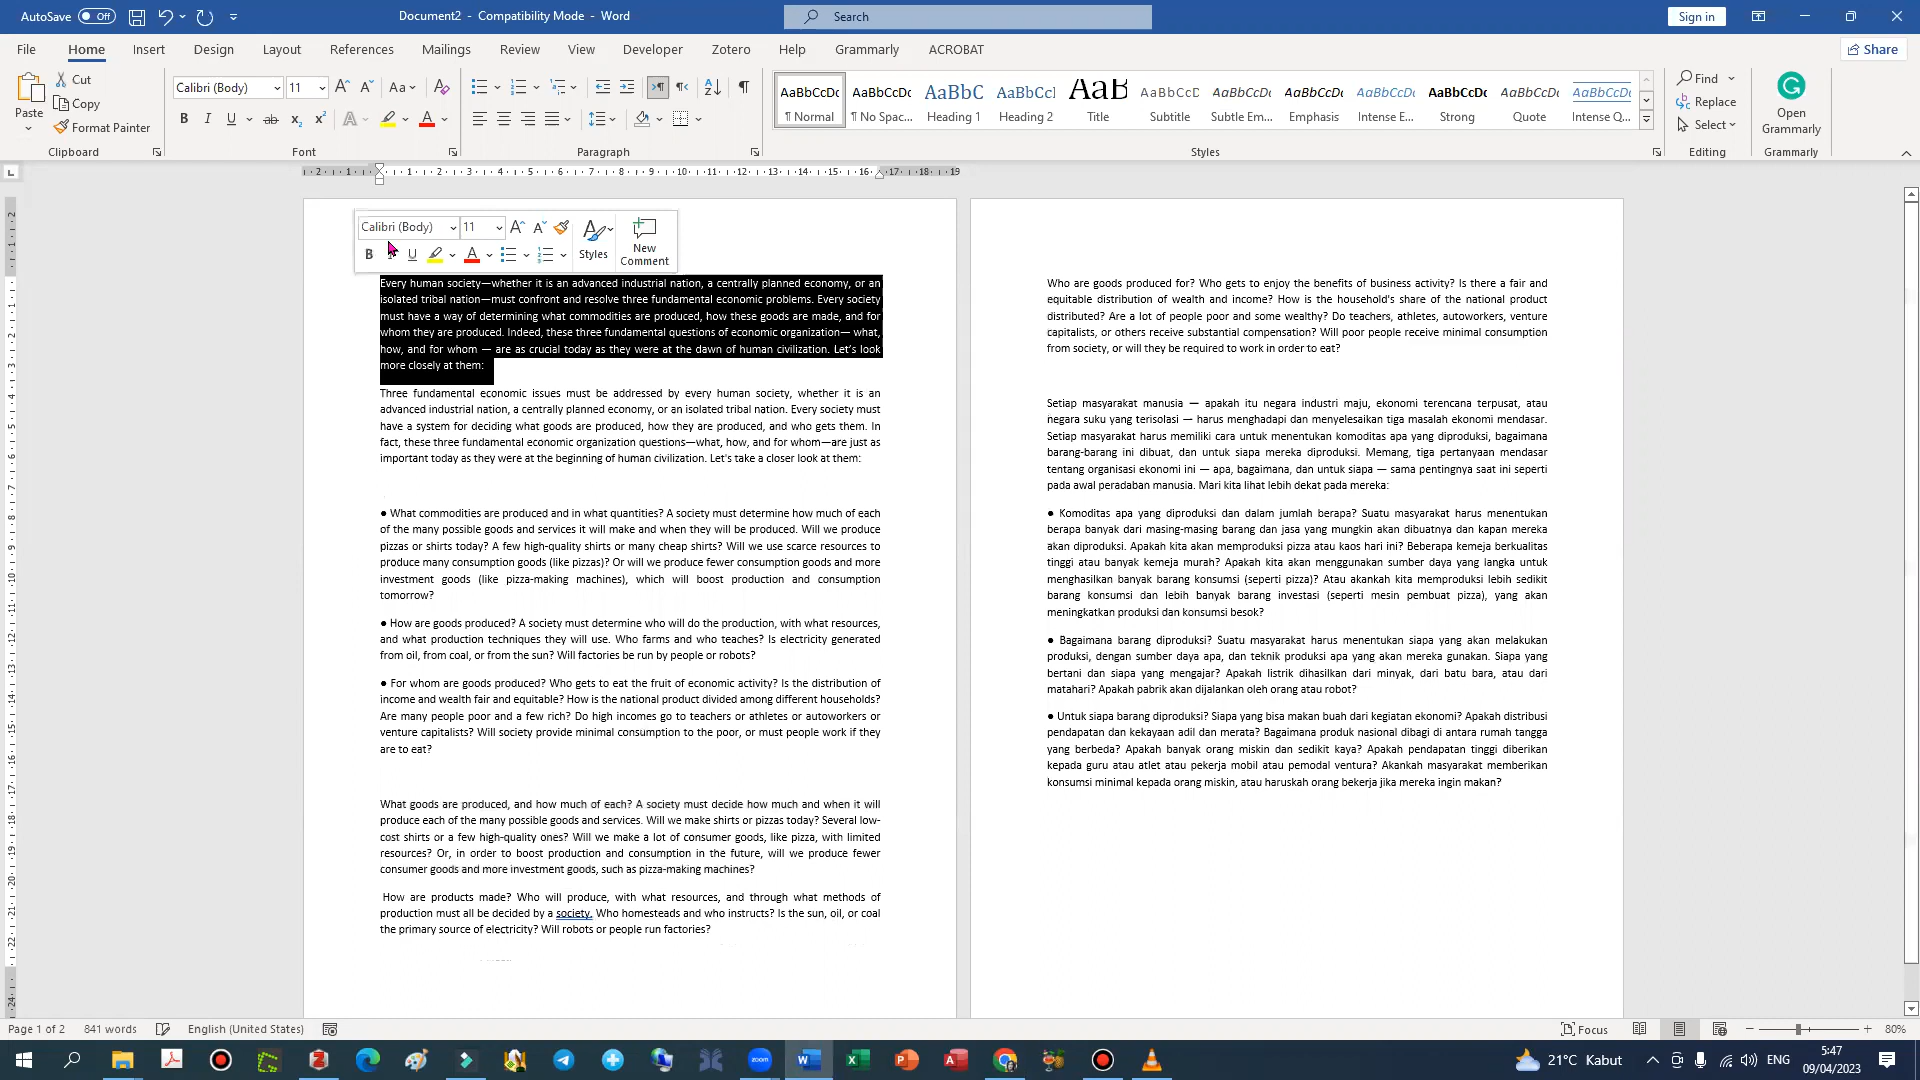 AutoSave Off Document2 - Compatibility Mode - Word Search Sign in
File Home Insert Design Layout References Mailings Review View Developer Zotero Help Grammarly ACROBAT Share
Paste Cut Copy Format Painter
Calibri (Body) 11
AaBbCcDc AaBbCcDc AaBbC AaBbCcI AaB AaBbCcD AaBbCcDc AaBbCcDc AaBbCcDc AaBbCcDc AaBbCcDc AaBbCcDc
¶ Normal ¶ No Spac... Heading 1 Heading 2 Title Subtitle Subtle Em... Emphasis Intense E... Strong Quote Intense Q...
Find Replace Select
Open Grammarly
Clipboard Font Paragraph Styles Editing Grammarly
Calibri (Body) 11
Styles New Comment
Every human society—whether it is an advanced industrial nation, a centrally planned economy, or an
isolated tribal nation—must confront and resolve three fundamental economic problems. Every society
must have a way of determining what commodities are produced, how these goods are made, and for
whom they are produced. Indeed, these three fundamental questions of economic organization— what,
how, and for whom — are as crucial today as they were at the dawn of human civilization. Let’s look
more closely at them:
Three fundamental economic issues must be addressed by every human society, whether it is an
advanced industrial nation, a centrally planned economy, or an isolated tribal nation. Every society must
have a system for deciding what goods are produced, how they are produced, and who gets them. In
fact, these three fundamental economic organization questions—what, how, and for whom—are just as
important today as they were at the beginning of human civilization. Let's take a closer look at them:
● What commodities are produced and in what quantities? A society must determine how much of each
of the many possible goods and services it will make and when they will be produced. Will we produce
pizzas or shirts today? A few high-quality shirts or many cheap shirts? Will we use scarce resources to
produce many consumption goods (like pizzas)? Or will we produce fewer consumption goods and more
investment goods (like pizza-making machines), which will boost production and consumption
tomorrow?
● How are goods produced? A society must determine who will do the production, with what resources,
and what production techniques they will use. Who farms and who teaches? Is electricity generated
from oil, from coal, or from the sun? Will factories be run by people or robots?
● For whom are goods produced? Who gets to eat the fruit of economic activity? Is the distribution of
income and wealth fair and equitable? How is the national product divided among different households?
Are many people poor and a few rich? Do high incomes go to teachers or athletes or autoworkers or
venture capitalists? Will society provide minimal consumption to the poor, or must people work if they
are to eat?
What goods are produced, and how much of each? A society must decide how much and when it will
produce each of the many possible goods and services. Will we make shirts or pizzas today? Several low-
cost shirts or a few high-quality ones? Will we make a lot of consumer goods, like pizza, with limited
resources? Or, in order to boost production and consumption in the future, will we produce fewer
consumer goods and more investment goods, such as pizza-making machines?
How are products made? Who will produce, with what resources, and through what methods of
production must all be decided by a society. Who homesteads and who instructs? Is the sun, oil, or coal
the primary source of electricity? Will robots or people run factories?
Who are goods produced for? Who gets to enjoy the benefits of business activity? Is there a fair and
equitable distribution of wealth and income? How is the household's share of the national product
distributed? Are a lot of people poor and some wealthy? Do teachers, athletes, autoworkers, venture
capitalists, or others receive substantial compensation? Will poor people receive minimal consumption
from society, or will they be required to work in order to eat?
Setiap masyarakat manusia — apakah itu negara industri maju, ekonomi terencana terpusat, atau
negara suku yang terisolasi — harus menghadapi dan menyelesaikan tiga masalah ekonomi mendasar.
Setiap masyarakat harus memiliki cara untuk menentukan komoditas apa yang diproduksi, bagaimana
barang-barang ini dibuat, dan untuk siapa mereka diproduksi. Memang, tiga pertanyaan mendasar
tentang organisasi ekonomi ini — apa, bagaimana, dan untuk siapa — sama pentingnya saat ini seperti
pada awal peradaban manusia. Mari kita lihat lebih dekat pada mereka:
● Komoditas apa yang diproduksi dan dalam jumlah berapa? Suatu masyarakat harus menentukan
berapa banyak dari masing-masing barang dan jasa yang mungkin akan dibuatnya dan kapan mereka
akan diproduksi. Apakah kita akan memproduksi pizza atau kaos hari ini? Beberapa kemeja berkualitas
tinggi atau banyak kemeja murah? Apakah kita akan menggunakan sumber daya yang langka untuk
menghasilkan banyak barang konsumsi (seperti pizza)? Atau akankah kita memproduksi lebih sedikit
barang konsumsi dan lebih banyak barang investasi (seperti mesin pembuat pizza), yang akan
meningkatkan produksi dan konsumsi besok?
● Bagaimana barang diproduksi? Suatu masyarakat harus menentukan siapa yang akan melakukan
produksi, dengan sumber daya apa, dan teknik produksi apa yang akan mereka gunakan. Siapa yang
bertani dan siapa yang mengajar? Apakah listrik dihasilkan dari minyak, dari batu bara, atau dari
matahari? Apakah pabrik akan dijalankan oleh orang atau robot?
● Untuk siapa barang diproduksi? Siapa yang bisa makan buah dari kegiatan ekonomi? Apakah distribusi
pendapatan dan kekayaan adil dan merata? Bagaimana produk nasional dibagi di antara rumah tangga
yang berbeda? Apakah banyak orang miskin dan sedikit kaya? Apakah pendapatan tinggi diberikan
kepada guru atau atlet atau pekerja mobil atau pemodal ventura? Akankah masyarakat memberikan
konsumsi minimal kepada orang miskin, atau haruskah orang bekerja jika mereka ingin makan?
Page 1 of 2 841 words English (United States) Focus 80%
21°C Kabut ENG 5:47
09/04/2023